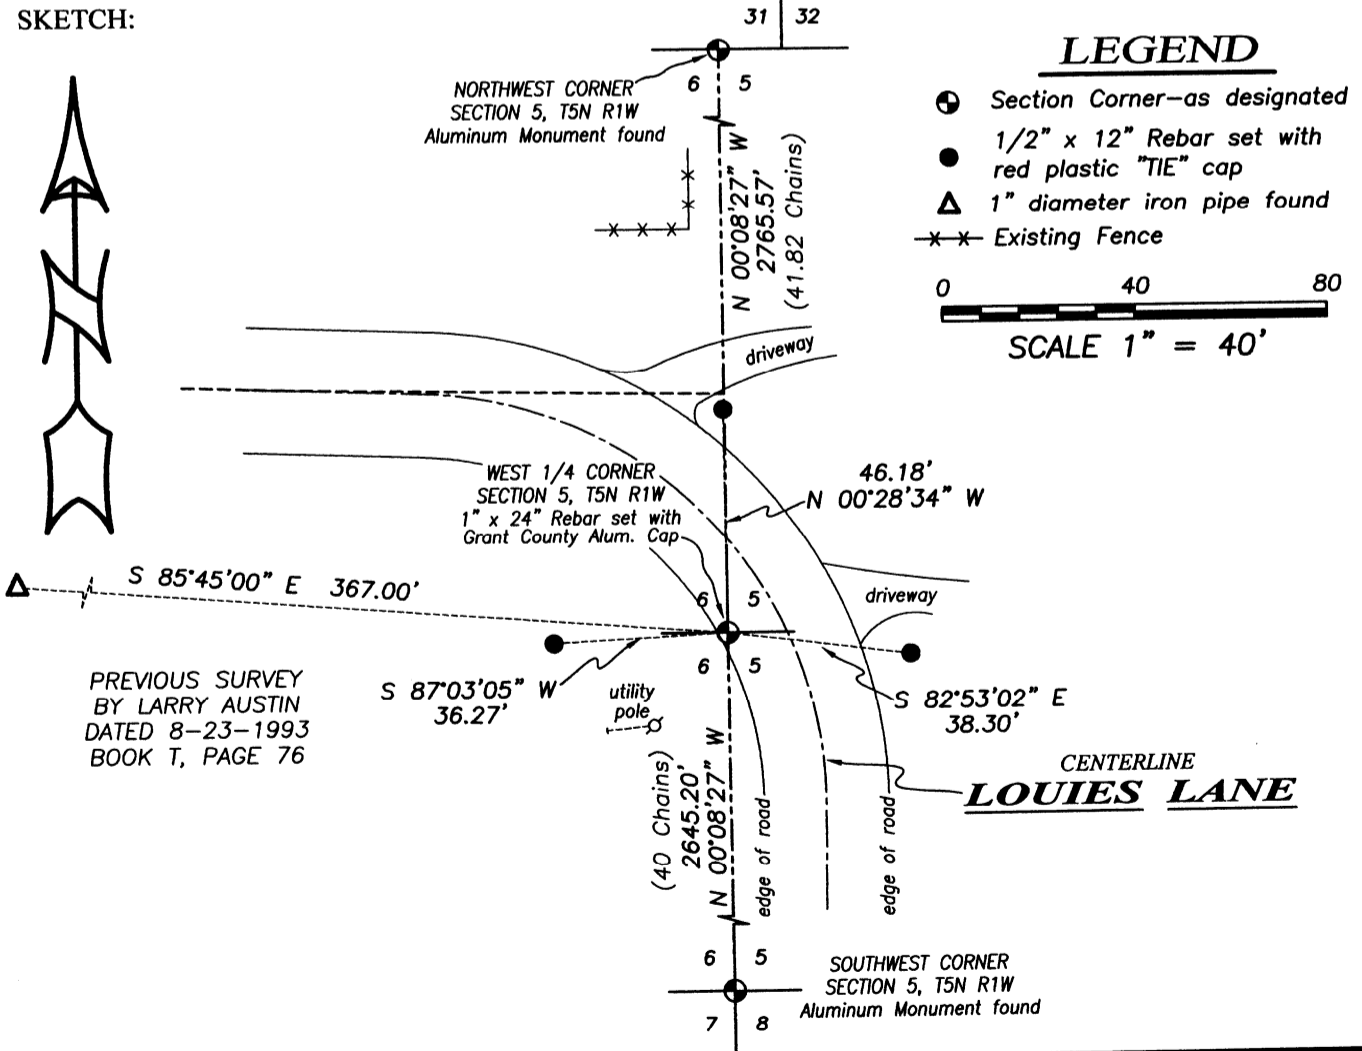 SKETCH:
31 32
NORTHWEST CORNER
SECTION 5, T5N R1W
Aluminum Monument found
6 5
N 00°08'27" W
2765.57'
(41.82 Chains)
LEGEND
Section Corner-as designated
1/2" x 12" Rebar set with
red plastic "TIE" cap
1" diameter iron pipe found
Existing Fence
0 40 80
SCALE 1" = 40'
N
driveway
WEST 1/4 CORNER
SECTION 5, T5N R1W
1" x 24" Rebar set with
Grant County Alum. Cap
46.18'
N 00°28'34" W
S 85°45'00" E 367.00'
6 5
driveway
6 5
S 87°03'05" W
36.27'
S 82°53'02" E
38.30'
PREVIOUS SURVEY
BY LARRY AUSTIN
DATED 8-23-1993
BOOK T, PAGE 76
utility
pole
(40 Chains)
2645.20'
N 00°08'27" W
edge of road
edge of road
CENTERLINE
LOUIES LANE
6 5
SOUTHWEST CORNER
SECTION 5, T5N R1W
Aluminum Monument found
7 8